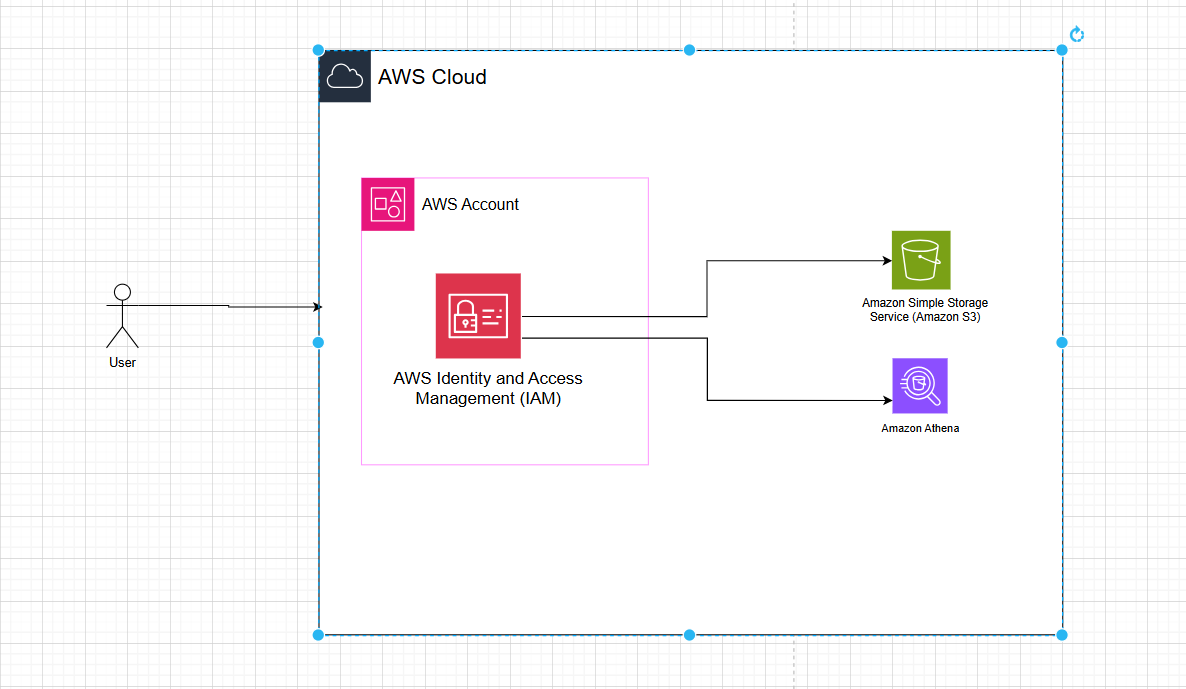 AWS Cloud
AWS Account
User
AWS Identity and Access
Management (IAM)
Amazon Simple Storage
Service (Amazon S3)
Amazon Athena